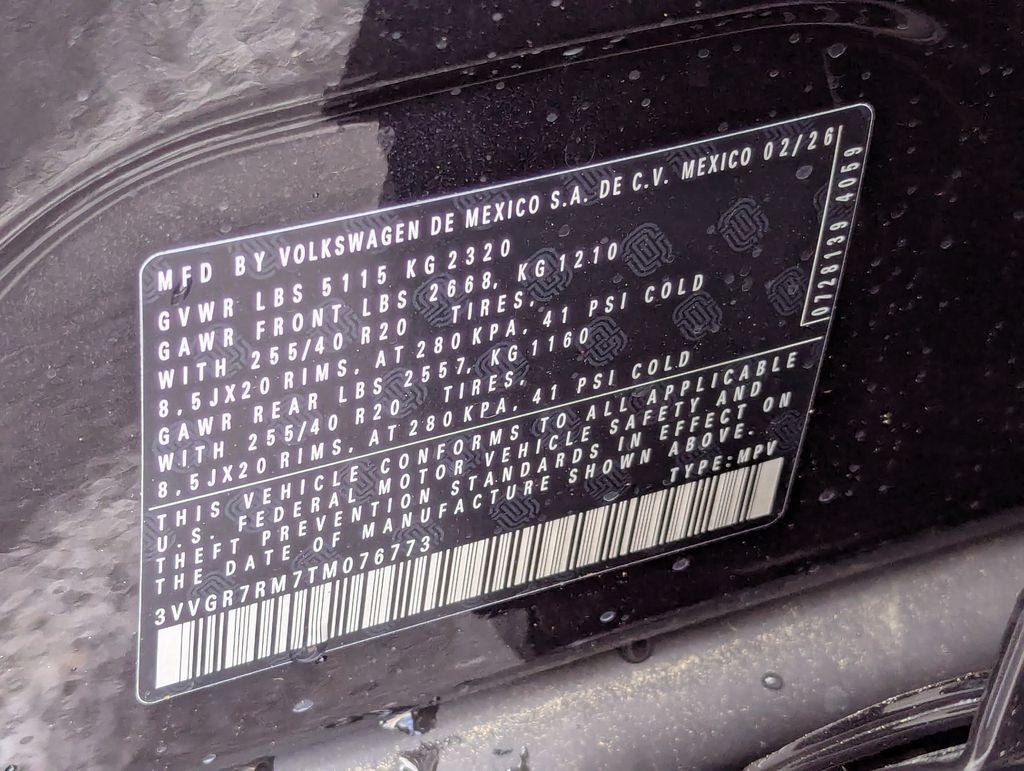 MFD BY VOLKSWAGEN DE MEXICO S.A. DE C.V. MEXICO 02/26
GVWR LBS 5115 KG 2320
GAWR FRONT LBS 2668, KG 1210
WITH 255/40 R20 TIRES,
8.5JX20 RIMS, AT 280KPA, 41 PSI COLD
GAWR REAR LBS 2557, KG 1160
WITH 255/40 R20 TIRES,
8.5JX20 RIMS, AT 280KPA, 41 PSI COLD
0728139 4069
THIS VEHICLE CONFORMS TO ALL APPLICABLE
U.S. FEDERAL MOTOR VEHICLE SAFETY AND
THEFT PREVENTION STANDARDS IN EFFECT ON
THE DATE OF MANUFACTURE SHOWN ABOVE.
3VVGR7RM7TM076773 TYPE:MPV